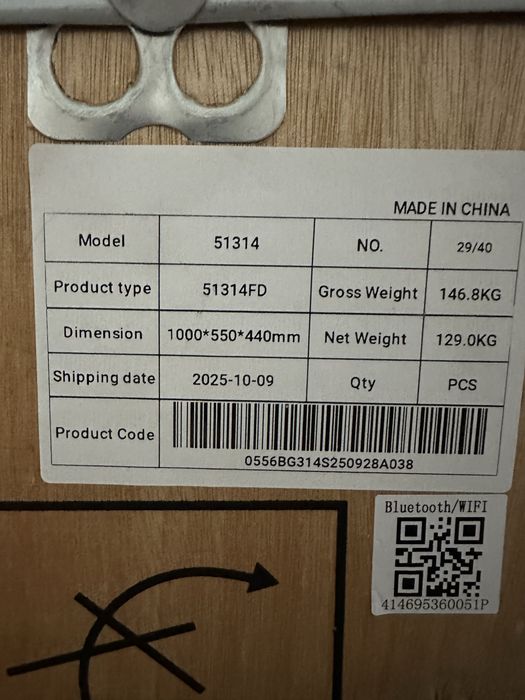 MADE IN CHINA
Model 51314 NO. 29/40
Product type 51314FD Gross Weight 146.8KG
Dimension 1000*550*440mm Net Weight 129.0KG
Shipping date 2025-10-09 Qty PCS
Product Code
0556BG314S250928A038
Bluetooth/WIFI
414695360051P